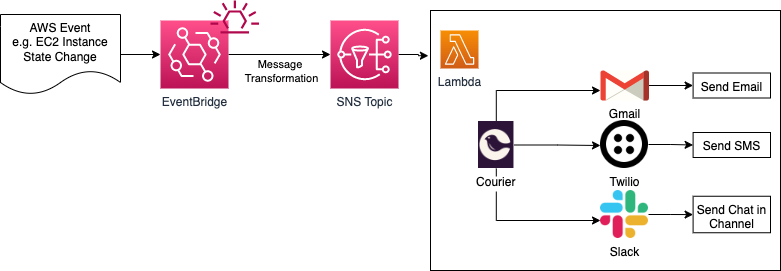 AWS Event
e.g. EC2 Instance
State Change
EventBridge
Message
Transformation
SNS Topic
Lambda
Courier
Gmail
Send Email
Twilio
Send SMS
Slack
Send Chat in
Channel